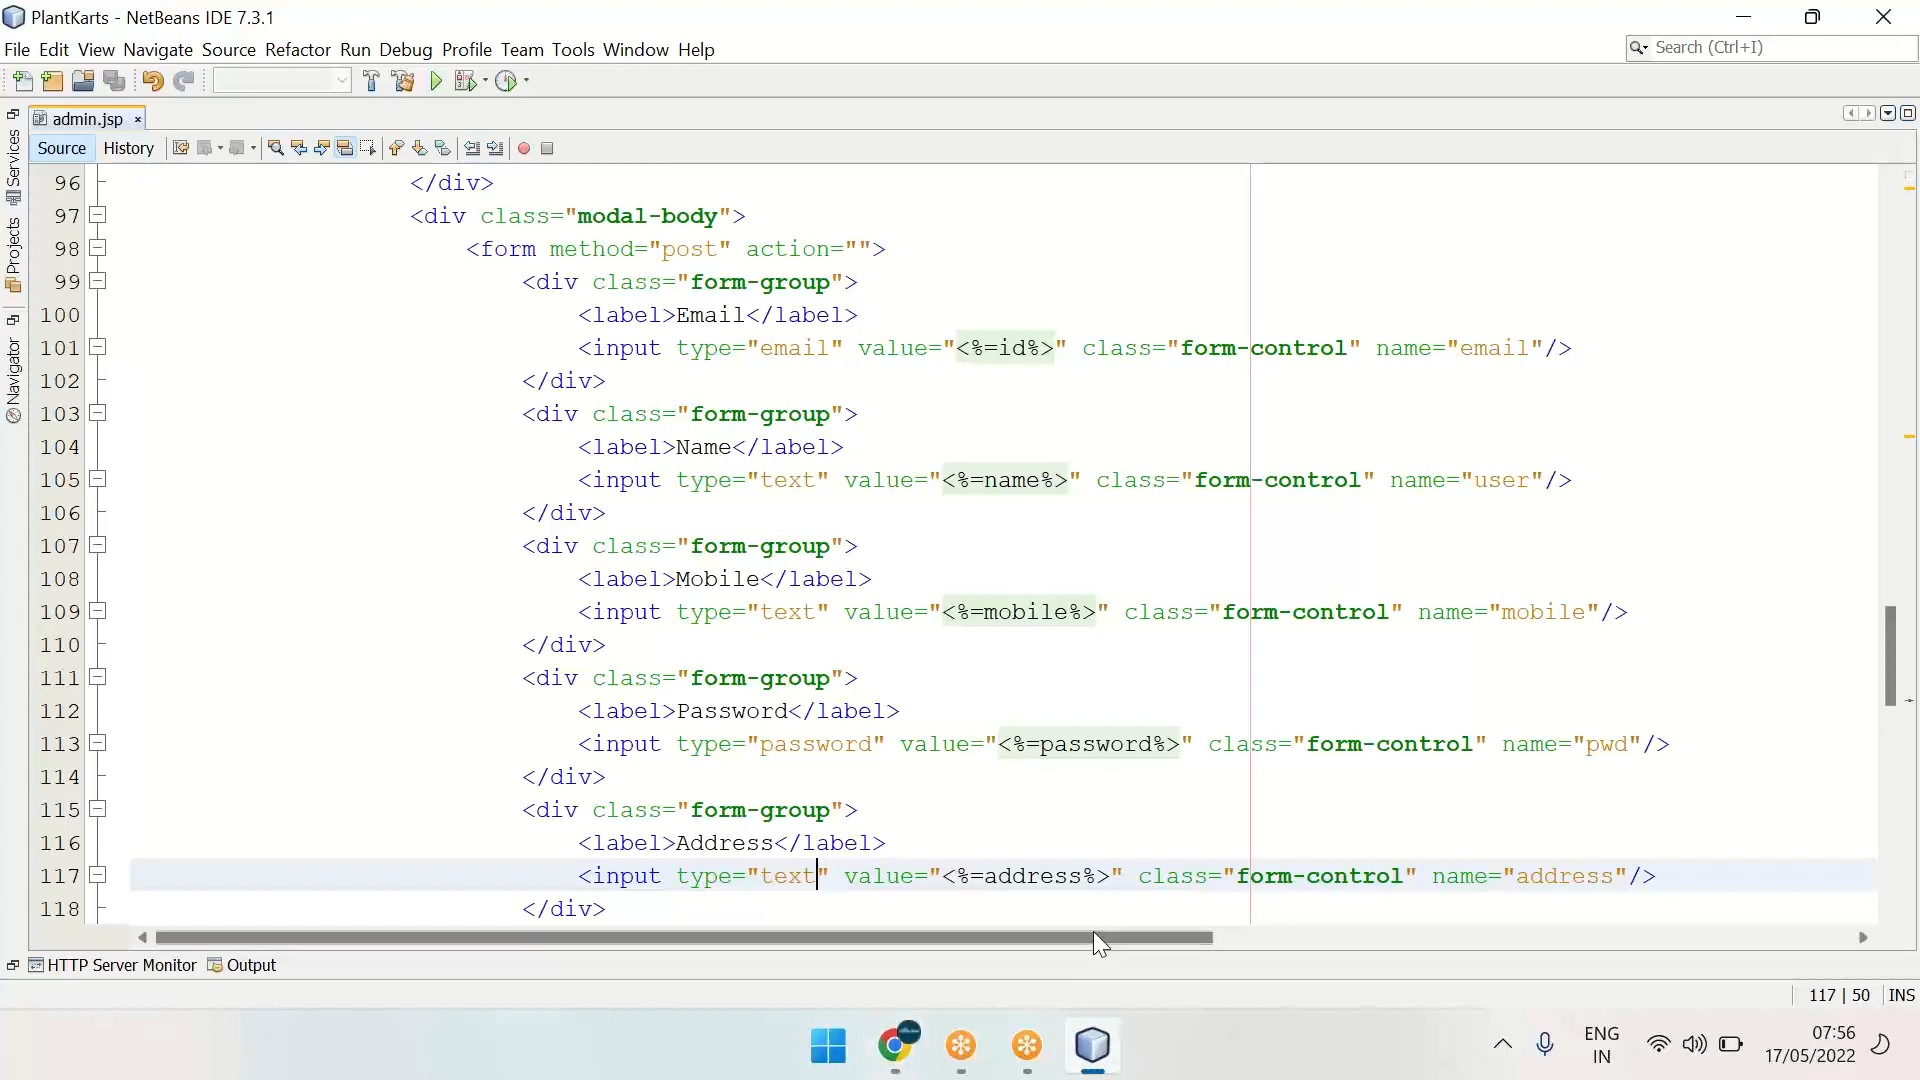 PlantKarts - NetBeans IDE 7.3.1
File Edit View Navigate Source Refactor Run Debug Profile Team Tools Window Help
Search (Ctrl+I)
admin.jsp
Source History
Services
Projects
Navigator
96 </div>
97 <div class="modal-body">
98 <form method="post" action="">
99 <div class="form-group">
100 <label>Email</label>
101 <input type="email" value="<%=id%>" class="form-control" name="email"/>
102 </div>
103 <div class="form-group">
104 <label>Name</label>
105 <input type="text" value="<%=name%>" class="form-control" name="user"/>
106 </div>
107 <div class="form-group">
108 <label>Mobile</label>
109 <input type="text" value="<%=mobile%>" class="form-control" name="mobile"/>
110 </div>
111 <div class="form-group">
112 <label>Password</label>
113 <input type="password" value="<%=password%>" class="form-control" name="pwd"/>
114 </div>
115 <div class="form-group">
116 <label>Address</label>
117 <input type="text" value="<%=address%>" class="form-control" name="address"/>
118 </div>
HTTP Server Monitor Output
117 | 50 INS
ENG
IN
07:56
17/05/2022